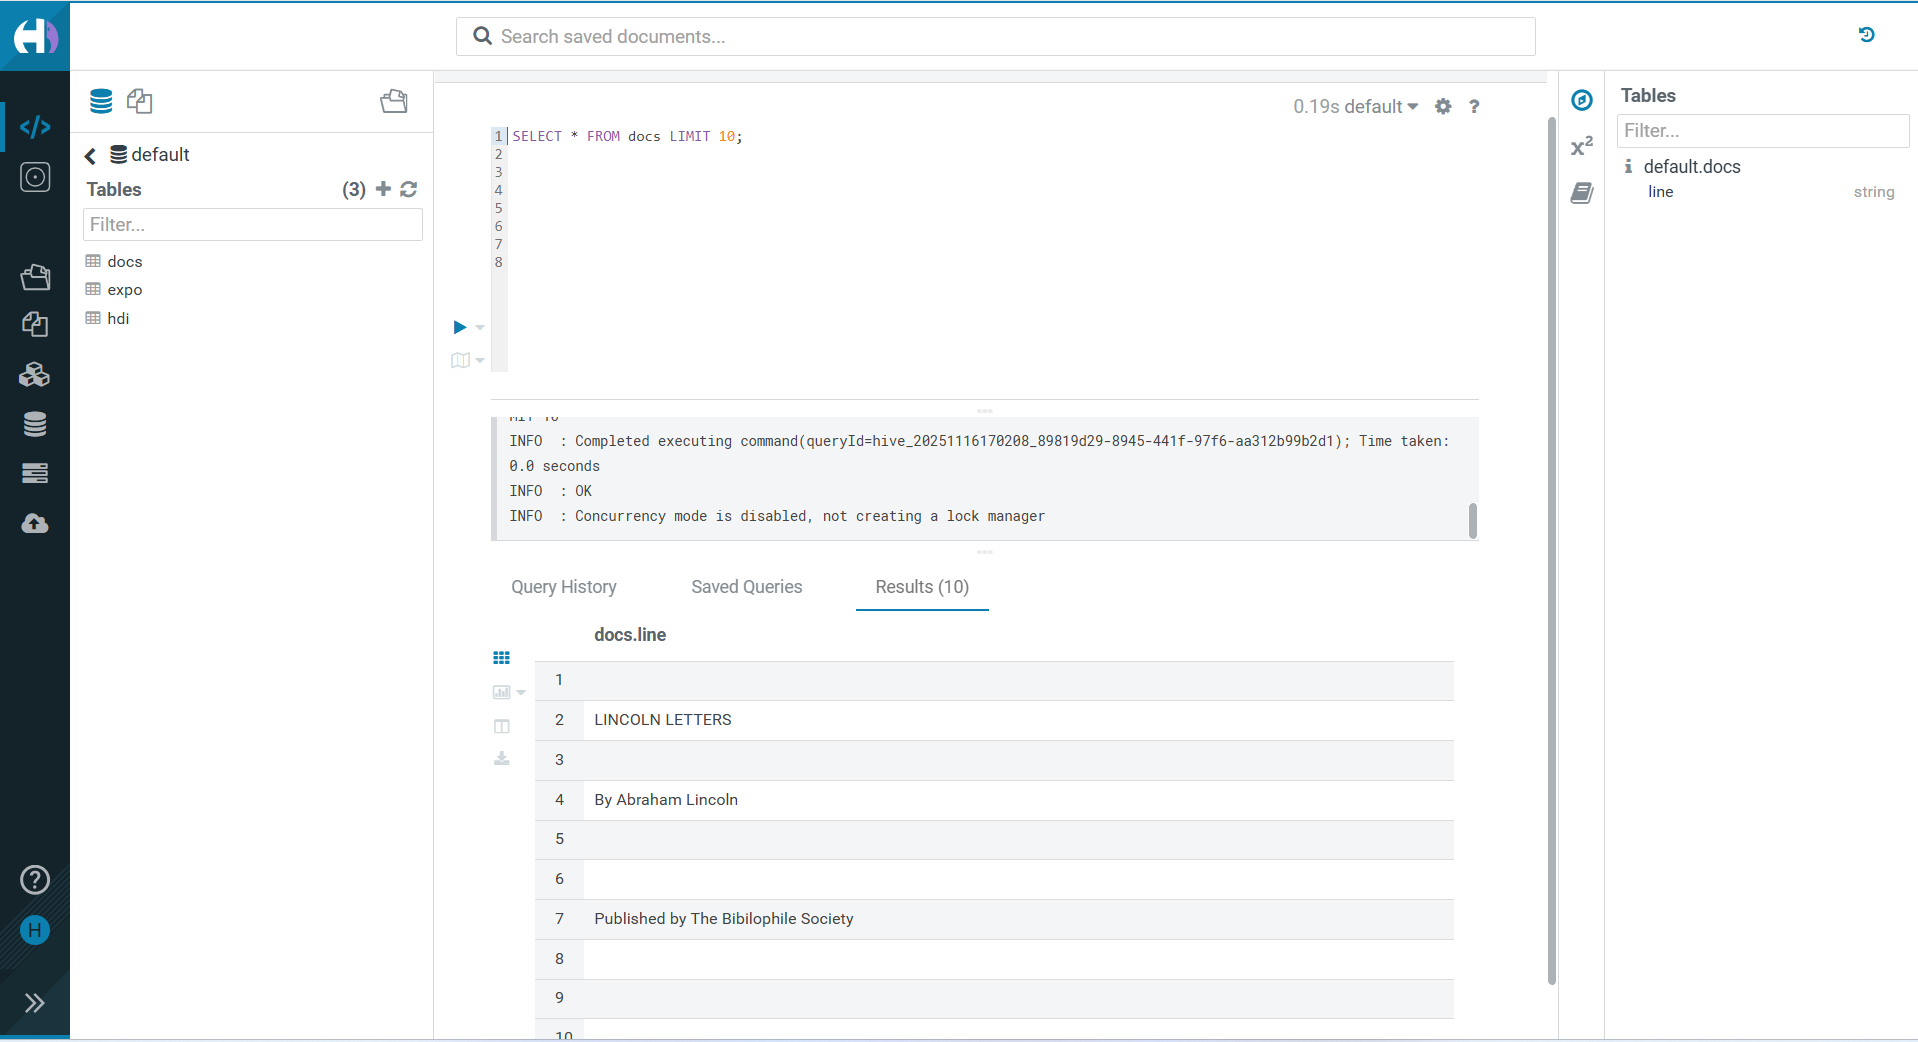 Search saved documents...
default
Tables (3)
Filter...
docs
expo
hdi
H
0.19s default ?
1 SELECT * FROM docs LIMIT 10;
2
3
4
5
6
7
8
MIT 10
INFO : Completed executing command(queryId=hive_20251116170208_89819d29-8945-441f-97f6-aa312b99b2d1); Time taken:
0.0 seconds
INFO : OK
INFO : Concurrency mode is disabled, not creating a lock manager
Query History Saved Queries Results (10)
docs.line
1
2 LINCOLN LETTERS
3
4 By Abraham Lincoln
5
6
7 Published by The Bibilophile Society
8
9
10
x2
Tables
Filter...
default.docs
line string